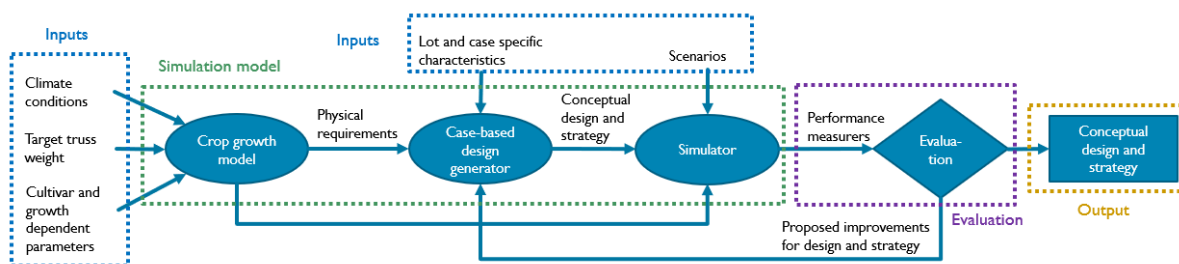 Inputs
Climate
conditions
Target truss
weight
Cultivar and
growth
dependent
parameters
Simulation model
Crop growth
model
Physical
requirements
Inputs
Lot and case specific
characteristics
Scenarios
Case-based
design
generator
Conceptual
design and
strategy
Simulator
Performance
measurers
Evalua-
tion
Evaluation
Proposed improvements
for design and strategy
Conceptual
design and
strategy
Output